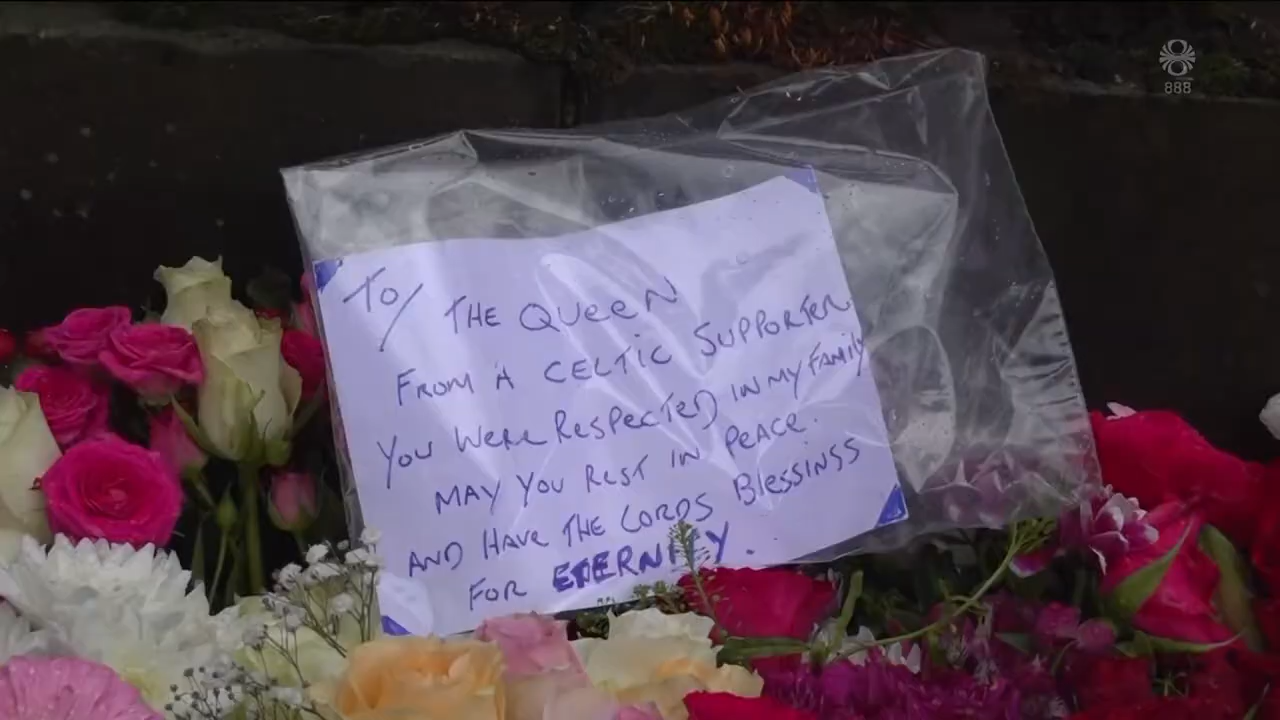 888
TO/ THE QUEEN
FROM A CELTIC SUPPORTER
YOU WERE RESPECTED IN MY FAMILY
MAY YOU REST IN PEACE.
AND HAVE THE LORDS BLESSINSS
FOR ETERNITY.